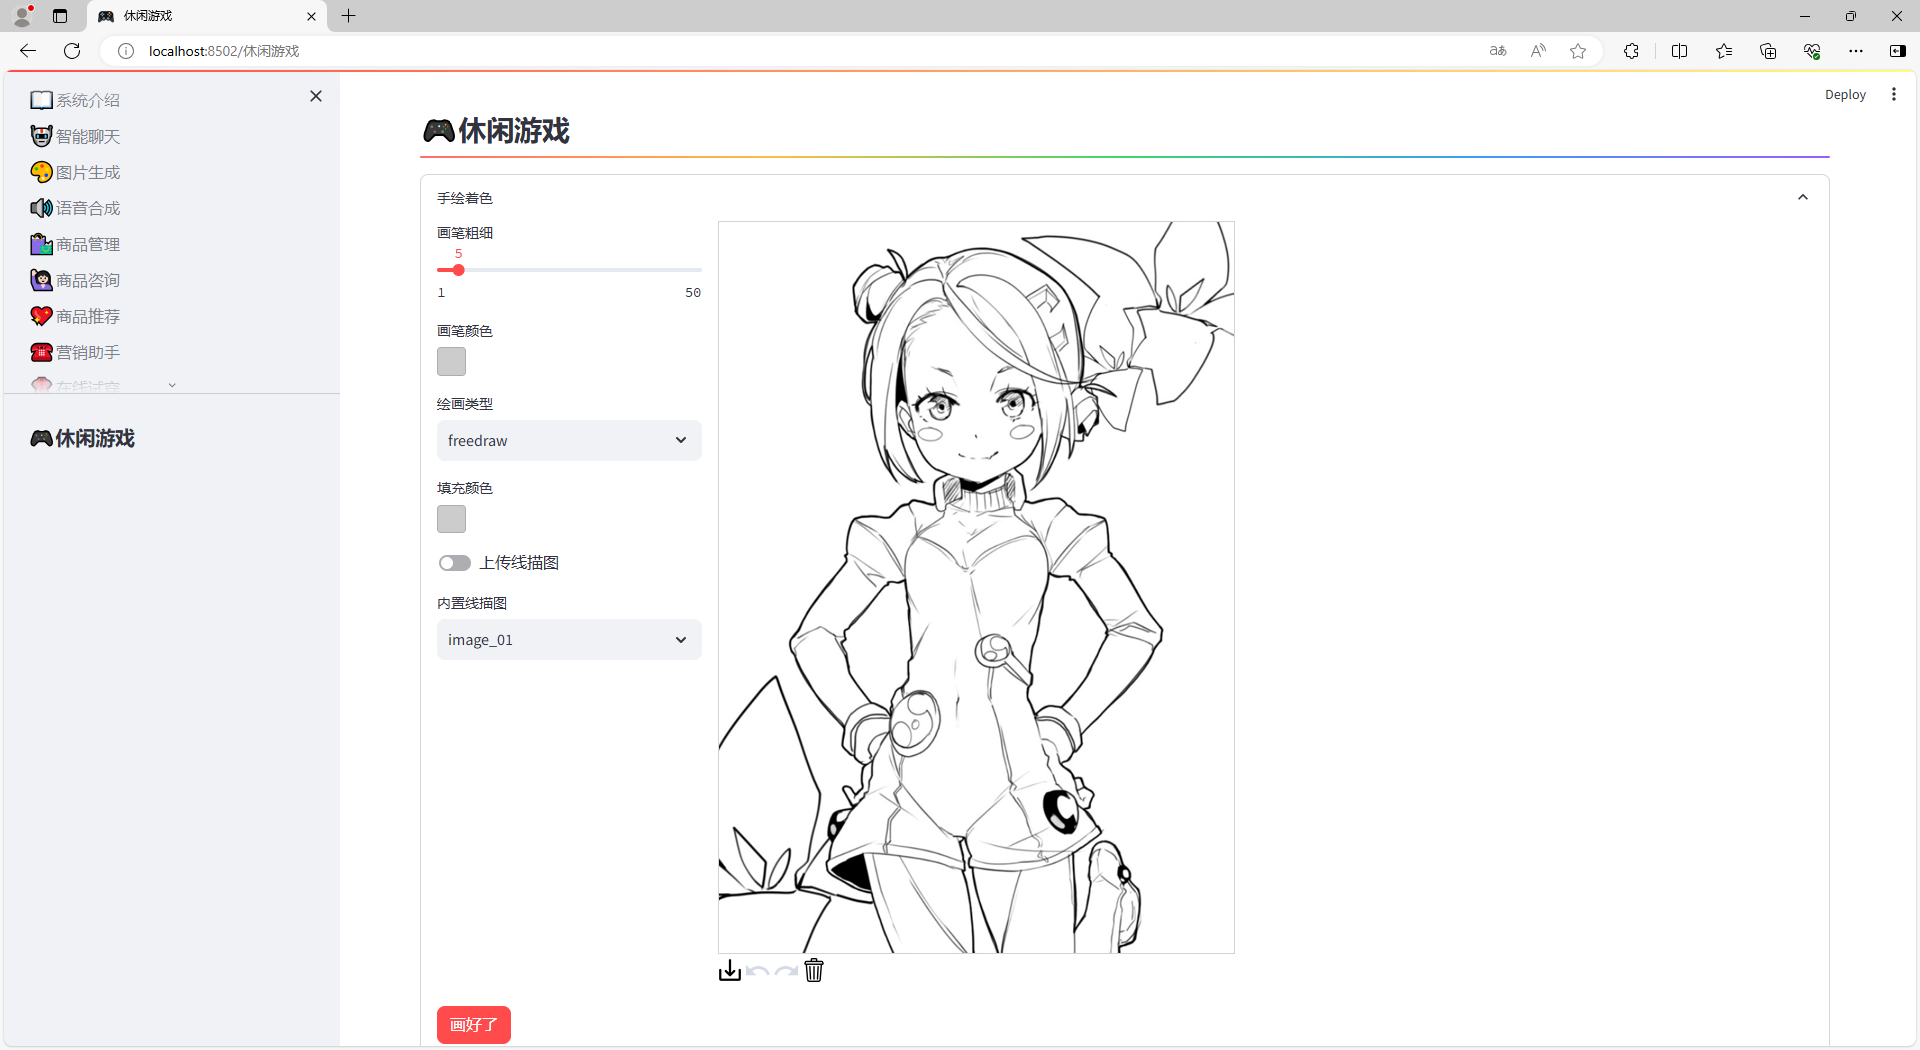 休闲游戏
localhost:8502/休闲游戏
Deploy
系统介绍
智能聊天
图片生成
语音合成
商品管理
商品咨询
商品推荐
营销助手
在线试穿
休闲游戏
休闲游戏
手绘着色
画笔粗细
5
1
50
画笔颜色
绘画类型
freedraw
填充颜色
上传线描图
内置线描图
image_01
画好了